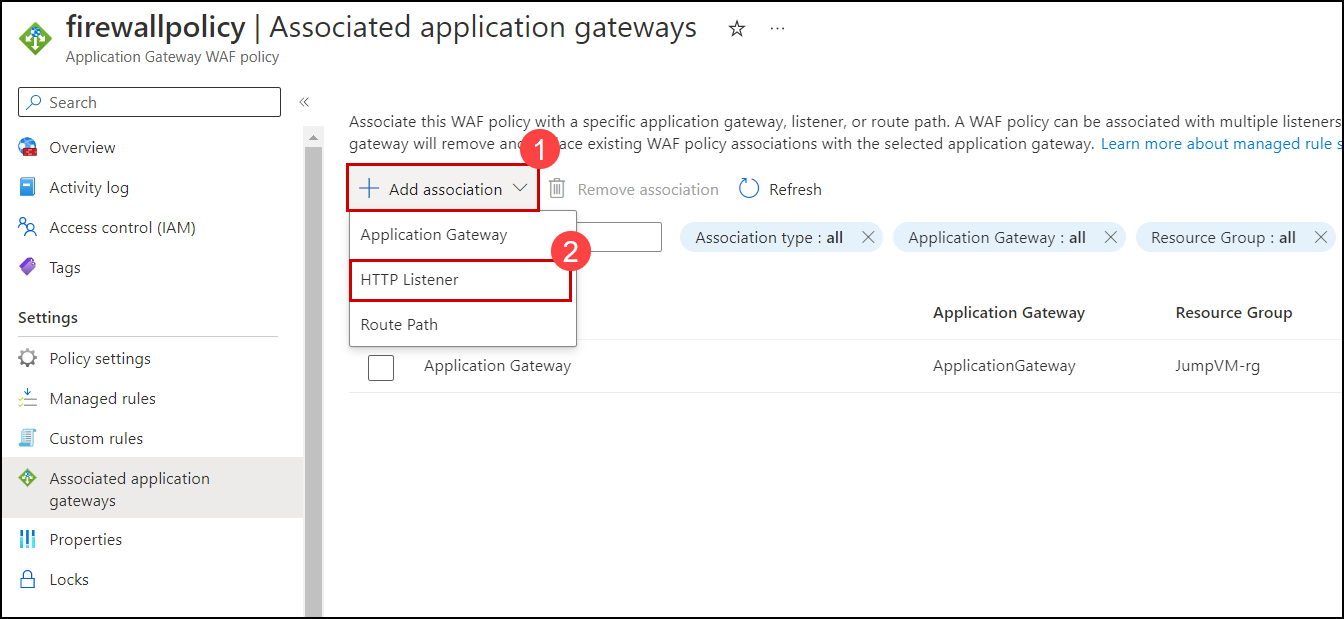 firewallpolicy | Associated application gateways ☆ ···
Application Gateway WAF policy
Search «
Overview
Activity log
Access control (IAM)
Tags
Settings
Policy settings
Managed rules
Custom rules
Associated application
gateways
Properties
Locks
Associate this WAF policy with a specific application gateway, listener, or route path. A WAF policy can be associated with multiple listeners
gateway will remove and ace existing WAF policy associations with the selected application gateway. Learn more about managed rule s
1
Add association Remove association Refresh
Application Gateway
2
HTTP Listener
Route Path
Association type : all Application Gateway : all Resource Group : all
Application Gateway Resource Group
Application Gateway ApplicationGateway JumpVM-rg